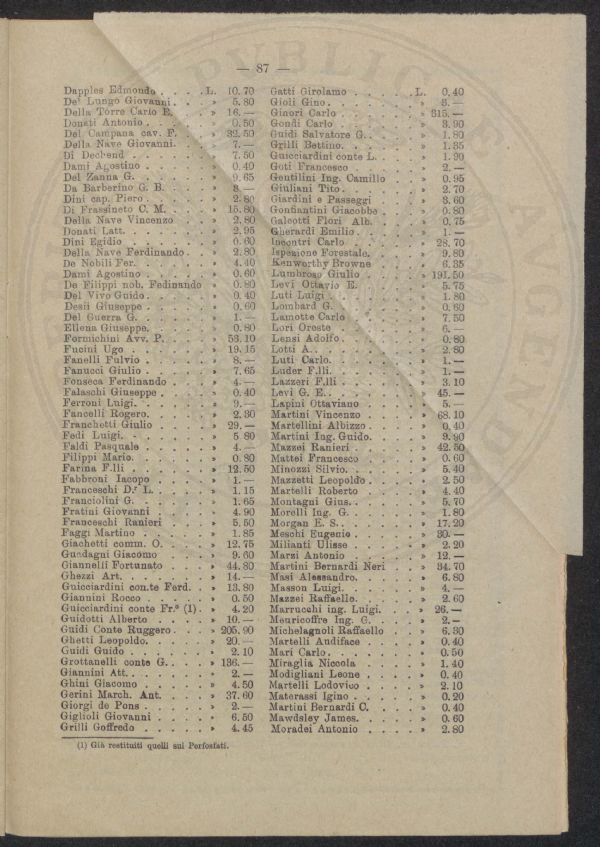 — 87 —
Dapples Edmondo . . . . L. 10.70
De' Lungo Giovanni. . . » 5.80
Della Torre Carlo E. . . » 16.—
Donati Antonio . . . . » 0.50
Del Campana cav. F. . . » 32.50
Della Nave Giovanni. . . » 7.—
Di Dechend . . . . . » 7.50
Dami Agostino . . . . » 0.40
Del Zanna G. . . . . » 9.65
Da Barberino G. B. . . » 8.—
Dini cap. Piero . . . . » 2.80
Di Frassineto C. M. . . » 15.80
Della Nave Vincenzo . . » 2.80
Donati Latt. . . . . . » 2.95
Dini Egidio . . . . . » 0.60
Della Nave Ferdinando . . » 2.80
De Nobili Fer. . . . . » 4.40
Dami Agostino . . . . » 0.60
De Filippi nob. Fedinando » 0.80
Del Vivo Guido . . . . » 0.40
Desii Giuseppe . . . . » 0.60
Del Guerra G. . . . . » 1.—
Ellena Giuseppe. . . . » 0.80
Formichini Avv. P. . . » 53.10
Fucini Ugo . . . . . » 19.15
Fanelli Fulvio . . . . » 8.—
Fanucci Giulio . . . . » 7.65
Fonseca Ferdinando . . . » 4.—
Falaschi Giuseppe . . . » 0.40
Ferroni Luigi. . . . . » 9.—
Fancelli Rogero. . . . » 2.30
Franchetti Giulio . . . » 29.—
Fedi Luigi. . . . . . » 5.80
Faldi Pasquale . . . . » 4.—
Filippi Mario. . . . . » 0.80
Farina F.lli . . . . . » 12.50
Fabbroni Iacopo . . . » 1.—
Franceschi D.r L. . . . » 1.15
Franciolini G. . . . . » 1.65
Fratini Giovanni . . . » 4.90
Franceschi Ranieri . . . » 5.50
Faggi Martino . . . . » 1.85
Giachetti comm. O. . . . » 12.75
Guadagni Giacomo . . . » 9.60
Giannelli Fortunato . . . » 44.80
Ghezzi Art. . . . . . » 14.—
Guicciardini conte Ferd. . » 13.80
Giannini Rocco . . . . » 0.50
Guicciardini conte Fr.o (1) . » 4.20
Guidotti Alberto . . . » 10.—
Guidi Conte Ruggero . . . » 205.90
Ghetti Leopoldo. . . . » 20.—
Guidi Guido . . . . . » 2.10
Grottanelli conte G. . . . » 136.—
Giannini Att. . . . . » 2.—
Ghini Giacomo . . . . » 4.50
Gerini March. Ant. . . . » 37.60
Giorgi de Pons . . . . » 2.—
Giglioli Giovanni . . . » 6.50
Grilli Goffredo . . . . » 4.45
Gatti Girolamo . . . . . L. 0.40
Gioli Gino . . . . . . » 3.—
Ginori Carlo . . . . . » 315.—
Gondi Carlo . . . . . » 3.90
Guidi Salvatore G. . . . » 1.80
Grilli Bettino. . . . . » 1.35
Guicciardini conte L. . . » 1.90
Goti Francesco . . . . » 2.—
Gentilini Ing. Camillo . . » 0.95
Giuliani Tito . . . . . » 2.70
Giardini e Passeggi . . . » 3.60
Gonfiantini Giacobbe . . . » 0.80
Galeotti Flori Alb. . . . » 0.75
Gherardi Emilio . . . . » 1.—
Incontri Carlo . . . . » 28.70
Ispezione Forestale. . . . » 9.80
Kenworthy Browne . . . » 6.35
Lumbroso Giulio . . . . » 191.50
Levi Ottavio E. . . . . » 5.75
Luti Luigi . . . . . . » 1.80
Lombard G. . . . . . » 0.60
Lamotte Carlo . . . . » 7.50
Lori Oreste . . . . . » 6.—
Lensi Adolfo . . . . . » 0.80
Lotti A. . . . . . . » 2.80
Luti Carlo. . . . . . » 1.—
Luder F.lli. . . . . . » 1.—
Lazzeri F.lli . . . . . » 3.10
Levi G. E. . . . . . » 45.—
Lapini Ottaviano . . . . » 5.—
Martini Vincenzo . . . . » 68.10
Martellini Albizzo . . . . » 0.40
Martini Ing. Guido. . . . » 9.90
Mazzei Ranieri . . . . » 42.50
Mattei Francesco . . . . » 0.60
Minozzi Silvio. . . . . » 5.40
Mazzetti Leopoldo . . . . » 2.50
Martelli Roberto . . . . » 4.40
Montagni Gius. . . . . » 5.70
Morelli Ing. G. . . . . » 1.80
Morgan E. S. . . . . . » 17.20
Meschi Eugenio . . . . » 30.—
Milianti Ulisse . . . . » 2.20
Marzi Antonio . . . . » 12.—
Martini Bernardi Neri . . » 34.70
Masi Alessandro. . . . . » 6.80
Masson Luigi. . . . . » 4.—
Mazzei Raffaello. . . . » 2.60
Marrucchi ing. Luigi. . . » 26.—
Meuricoffre Ing. G. . . . » 2.—
Michelagnoli Raffaello . . » 6.30
Martelli Audiface . . . . » 0.40
Mari Carlo . . . . . . » 0.50
Miraglia Niccola . . . . » 1.40
Modigliani Leone . . . . » 0.40
Martelli Lodovico . . . . » 2.10
Materassi Igino . . . . » 0.20
Martini Bernardi C. . . . » 0.40
Mawdsley James. . . . . » 0.60
Moradei Antonio . . . . » 2.80
(1) Già restituiti quelli sui Perfosfati.